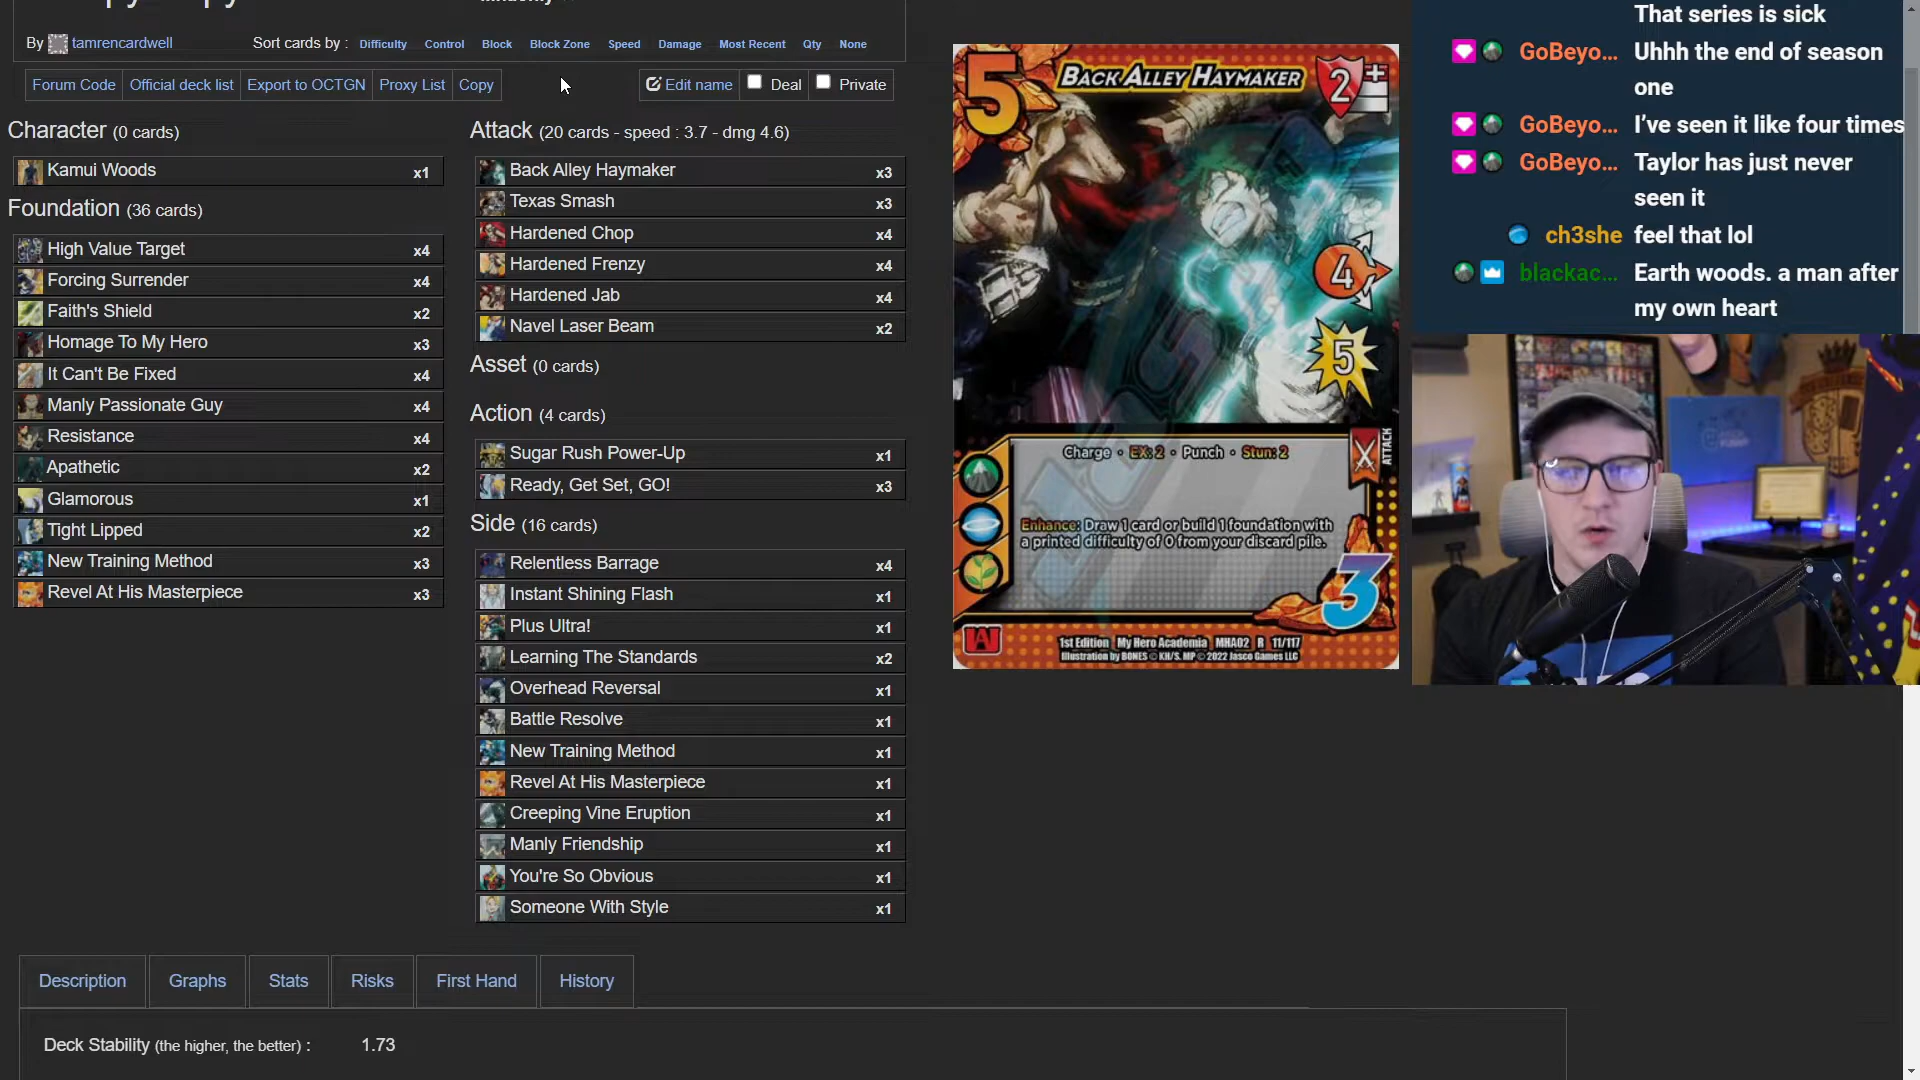 By tamrencardwell
Sort cards by : Difficulty Control Block Block Zone Speed Damage Most Recent Qty None
Forum Code Official deck list Export to OCTGN Proxy List Copy Edit name Deal Private
Character (0 cards)
Kamui Woods x1
Foundation (36 cards)
High Value Target x4
Forcing Surrender x4
Faith's Shield x2
Homage To My Hero x3
It Can't Be Fixed x4
Manly Passionate Guy x4
Resistance x4
Apathetic x2
Glamorous x1
Tight Lipped x2
New Training Method x3
Revel At His Masterpiece x3
Attack (20 cards - speed : 3.7 - dmg 4.6)
Back Alley Haymaker x3
Texas Smash x3
Hardened Chop x4
Hardened Frenzy x4
Hardened Jab x4
Navel Laser Beam x2
Asset (0 cards)
Action (4 cards)
Sugar Rush Power-Up x1
Ready, Get Set, GO! x3
Side (16 cards)
Relentless Barrage x4
Instant Shining Flash x1
Plus Ultra! x1
Learning The Standards x2
Overhead Reversal x1
Battle Resolve x1
New Training Method x1
Revel At His Masterpiece x1
Creeping Vine Eruption x1
Manly Friendship x1
You're So Obvious x1
Someone With Style x1
Description Graphs Stats Risks First Hand History
Deck Stability (the higher, the better) : 1.73
5 Back Alley Haymaker 2+
4
5
ATTACK
Charge • EX: 2 • Punch • Stun: 2
Enhance: Draw 1 card or build 1 foundation with
a printed difficulty of 0 from your discard pile.
3
1st Edition My Hero Academia MHA02 R 11/117
Illustration by BONES © KH/S, MP © 2022 Jasco Games LLC
That series is sick
GoBeyo... Uhhh the end of season
one
GoBeyo... I've seen it like four times
GoBeyo... Taylor has just never
seen it
ch3she feel that lol
blackac... Earth woods. a man after
my own heart